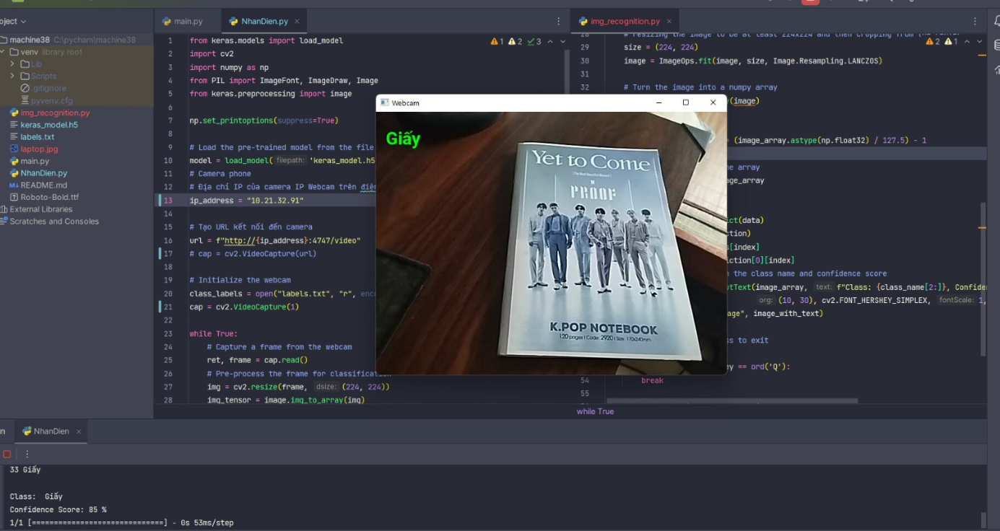 oject
main.py
NhanDien.py
img_recognition.py
machine38 C:\pycham\machine38
venv library root
Lib
Scripts
.gitignore
pyvenv.cfg
img_recognition.py
keras_model.h5
labels.txt
laptop.jpg
main.py
NhanDien.py
README.md
Roboto-Bold.ttf
External Libraries
Scratches and Consoles
1 from keras.models import load_model
2 import cv2
3 import numpy as np
4 from PIL import ImageFont, ImageDraw, Image
5 from keras.preprocessing import image
6
7 np.set_printoptions(suppress=True)
8
9 # Load the pre-trained model from the file
10 model = load_model( filepath: 'keras_model.h5
11 # Camera phone
12 # Địa chỉ IP của camera IP Webcam trên điện
13 ip_address = "10.21.32.91"
14
15 # Tạo URL kết nối đến camera
16 url = f"http://{ip_address}:4747/video"
17 # cap = cv2.VideoCapture(url)
18
19 # Initialize the webcam
20 class_labels = open("labels.txt", "r", enco
21 cap = cv2.VideoCapture(1)
22
23 while True:
24 # Capture a frame from the webcam
25 ret, frame = cap.read()
26 # Pre-process the frame for classificati
27 img = cv2.resize(frame, dsize: (224, 224))
28 img_tensor = image.img_to_array(img)
1 2 3
28 # resizing the image to be at least 224x224 and then cropping from the center
29 size = (224, 224)
30 image = ImageOps.fit(image, size, Image.Resampling.LANCZOS)
31
32 # Turn the image into a numpy array
y(image)
= (image_array.astype(np.float32) / 127.5) - 1
e array
ge_array
ict(data)
ction)
s[index]
iction[0][index]
n the class name and confidence score
utText(image_array, text: f"Class: {class_name[2:]}, Confide
org: (10, 30), cv2.FONT_HERSHEY_SIMPLEX, fontScale: 1,
age", image_with_text)
ss to exit
ey == ord('Q'):
54 break
55
2 1
while True
Webcam
Giấy
Yet to Come
PROOF
K.POP NOTEBOOK
120 pages | Code: 2920 | Size: 170x240mm
NhanDien
33 Giấy
Class: Giấy
Confidence Score: 85 %
1/1 [==============================] - 0s 53ms/step